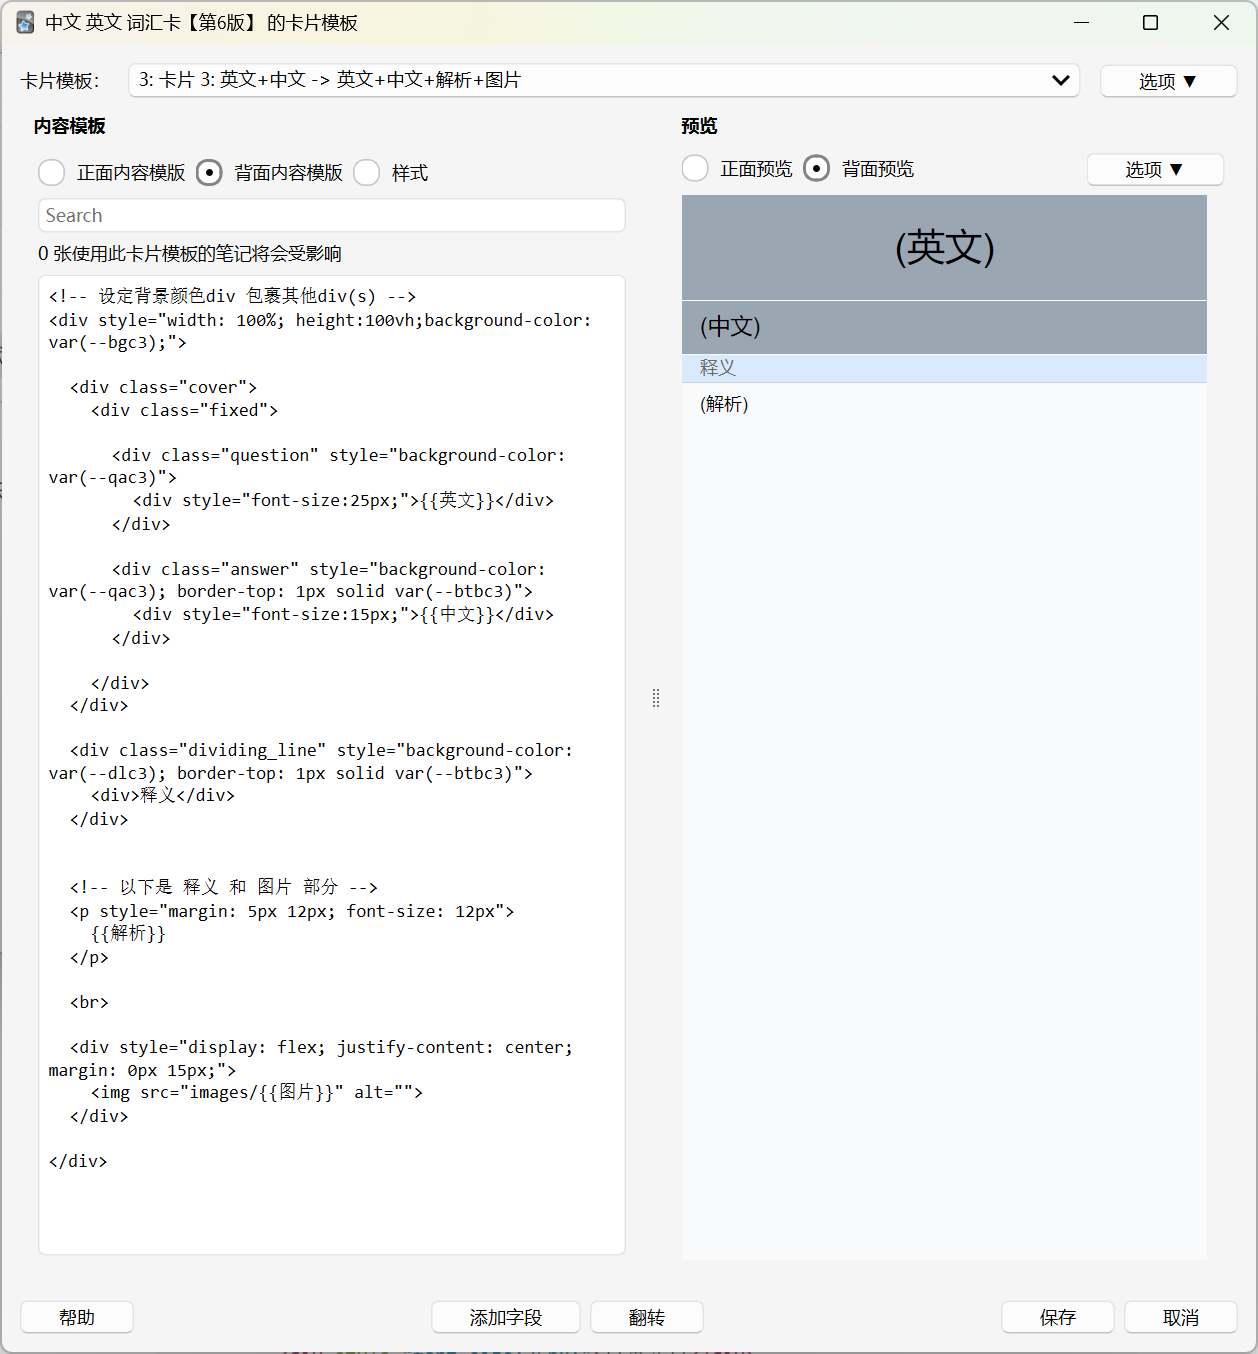 中文 英文 词汇卡【第6版】 的卡片模板
卡片模板:
3: 卡片 3: 英文+中文 -> 英文+中文+解析+图片
选项 ▼
内容模板
正面内容模版
背面内容模版
样式
Search
0 张使用此卡片模板的笔记将会受影响
<!-- 设定背景颜色div 包裹其他div(s) -->
<div style="width: 100%; height:100vh;background-color:
var(--bgc3);">
<div class="cover">
<div class="fixed">
<div class="question" style="background-color:
var(--qac3)">
<div style="font-size:25px;">{{英文}}</div>
</div>
<div class="answer" style="background-color:
var(--qac3); border-top: 1px solid var(--btbc3)">
<div style="font-size:15px;">{{中文}}</div>
</div>
</div>
</div>
<div class="dividing_line" style="background-color:
var(--dlc3); border-top: 1px solid var(--btbc3)">
<div>释义</div>
</div>
<!-- 以下是 释义 和 图片 部分 -->
<p style="margin: 5px 12px; font-size: 12px">
{{解析}}
</p>
<br>
<div style="display: flex; justify-content: center;
margin: 0px 15px;">
<img src="images/{{图片}}" alt="">
</div>
</div>
预览
正面预览
背面预览
选项 ▼
(英文)
(中文)
释义
(解析)
帮助
添加字段
翻转
保存
取消